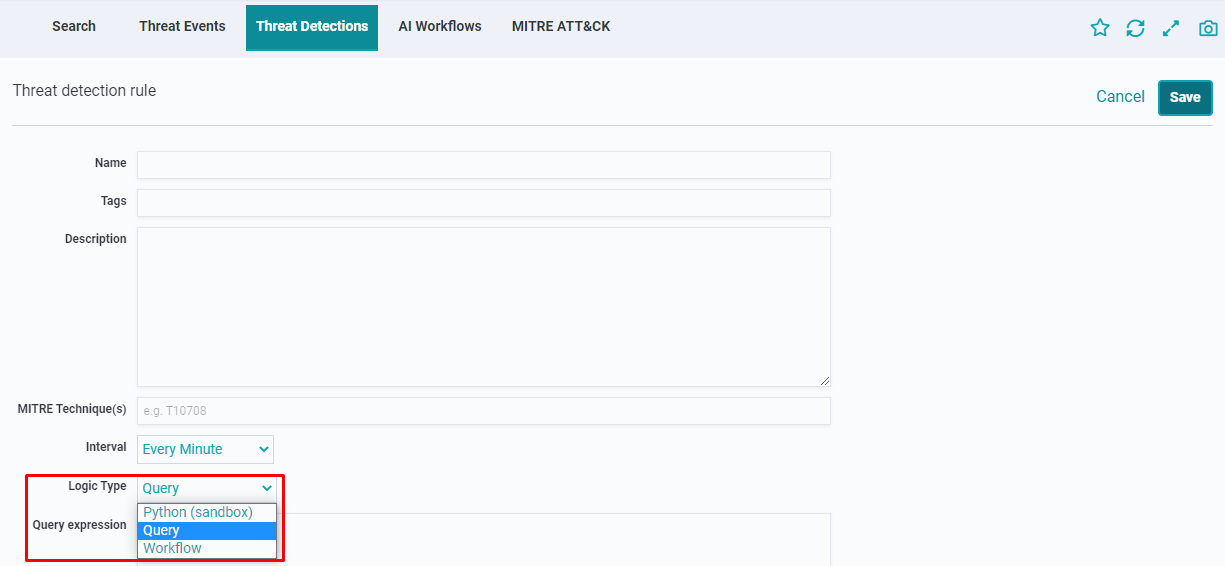 Search Threat Events Threat Detections AI Workflows MITRE ATT&CK
Threat detection rule
Cancel Save
Name
Tags
Description
MITRE Technique(s) e.g. T10708
Interval Every Minute
Logic Type Query
Python (sandbox)
Query expression Query
Workflow